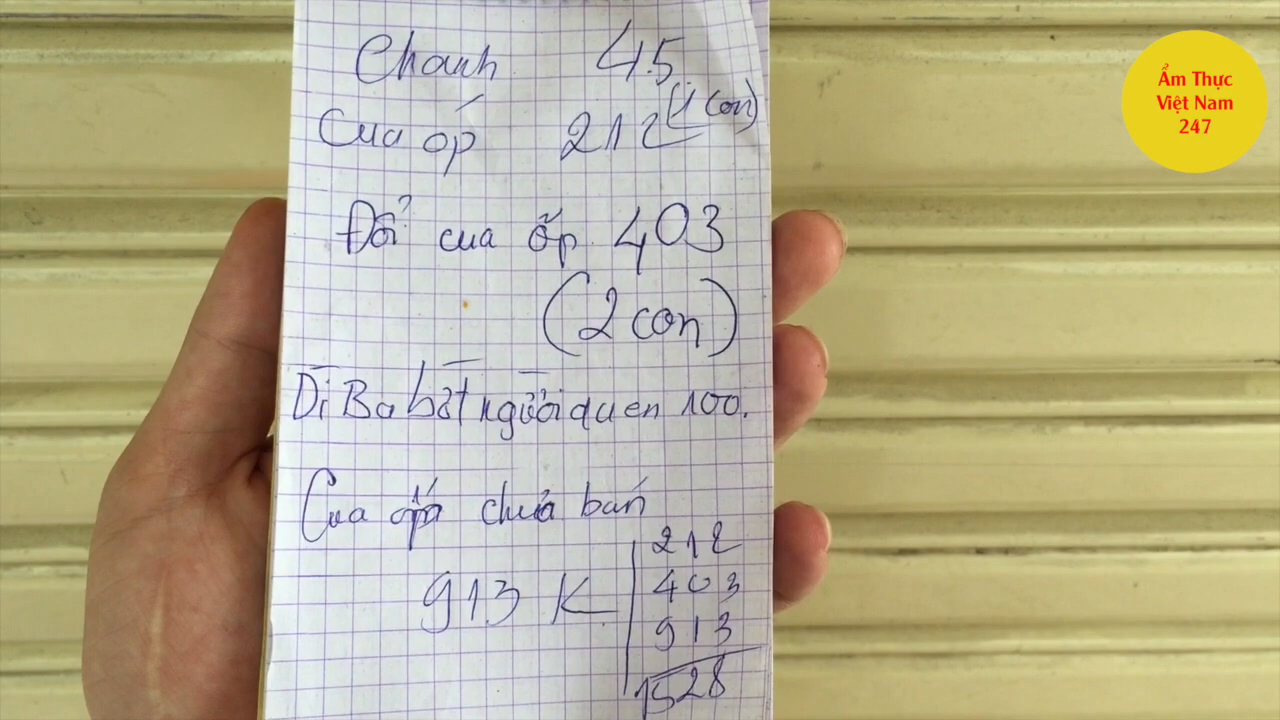 Chanh 45
Cua ốp 212 (1 con)
Đổi cua ốp 403
(2 con)
Dì Ba bắt người quen 100.
Cua ốp chưa bán
913 K
212
403
913
1528
Ẩm Thực
Việt Nam
247